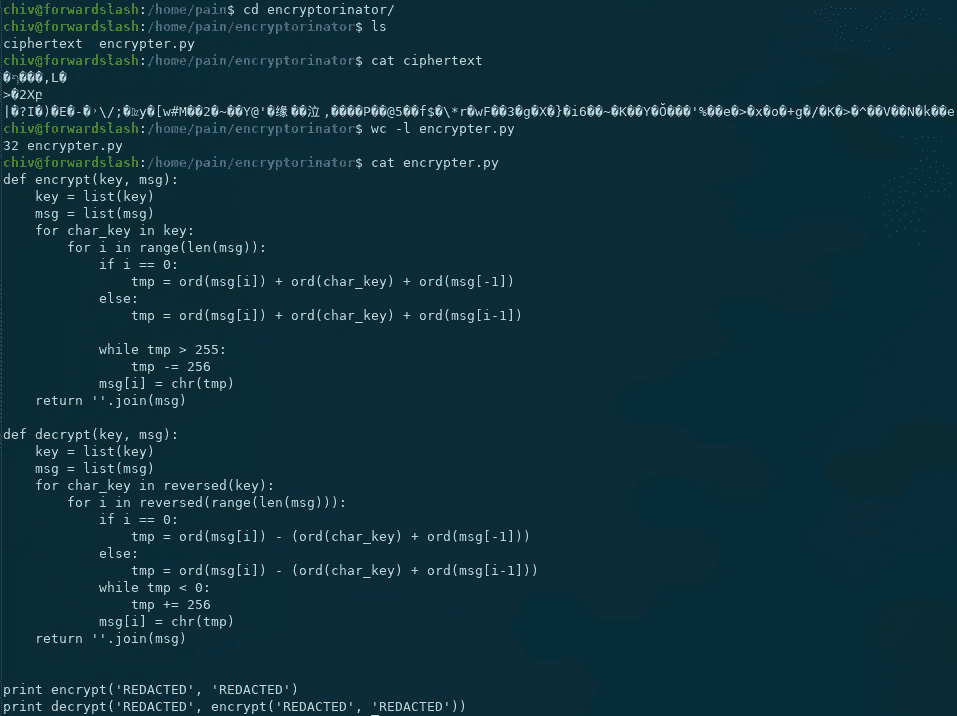 chiv@forwardslash:/home/pain$ cd encryptorinator/
chiv@forwardslash:/home/pain/encryptorinator$ ls
ciphertext  encrypter.py
chiv@forwardslash:/home/pain/encryptorinator$ cat ciphertext
,L�
>�2X
|�?I�)�E�-� \/;� y�[w#M��2�~��Y@'�缘��泣,����P��@5��f$�\*r�wF��3�g�X�}�i6��~�K��Y�Ŏ���'%��e�>�x�o�+g�/�K�>�^��V��N�k��e
chiv@forwardslash:/home/pain/encryptorinator$ wc -l encrypter.py
32 encrypter.py
chiv@forwardslash:/home/pain/encryptorinator$ cat encrypter.py
def encrypt(key, msg):
    key = list(key)
    msg = list(msg)
    for char_key in key:
        for i in range(len(msg)):
            if i == 0:
                tmp = ord(msg[i]) + ord(char_key) + ord(msg[-1])
            else:
                tmp = ord(msg[i]) + ord(char_key) + ord(msg[i-1])

            while tmp > 255:
                tmp -= 256
            msg[i] = chr(tmp)
    return ''.join(msg)

def decrypt(key, msg):
    key = list(key)
    msg = list(msg)
    for char_key in reversed(key):
        for i in reversed(range(len(msg))):
            if i == 0:
                tmp = ord(msg[i]) - (ord(char_key) + ord(msg[-1]))
            else:
                tmp = ord(msg[i]) - (ord(char_key) + ord(msg[i-1]))
            while tmp < 0:
                tmp += 256
            msg[i] = chr(tmp)
    return ''.join(msg)


print encrypt('REDACTED', 'REDACTED')
print decrypt('REDACTED', encrypt('REDACTED', 'REDACTED'))